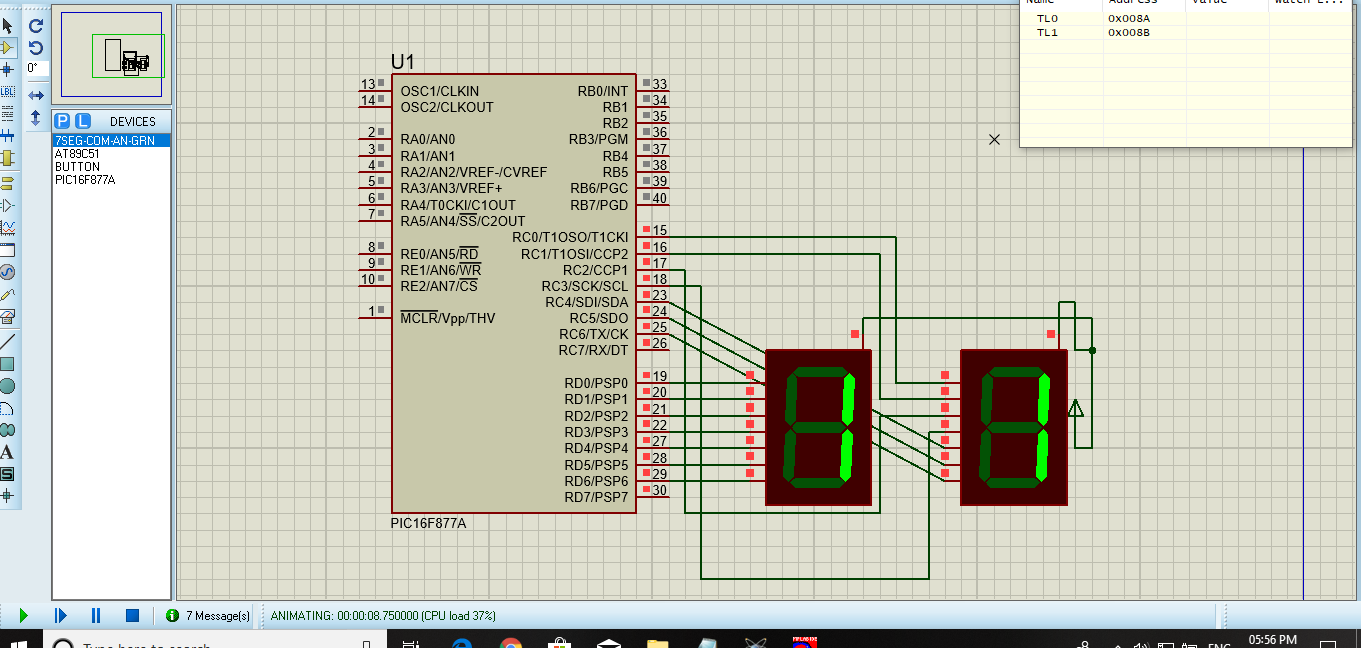 Name Address Value Watch E...
TL0 0x008A
TL1 0x008B
0°
LBL
P L DEVICES
7SEG-COM-AN-GRN
AT89C51
BUTTON
PIC16F877A
A
S
U1
13 OSC1/CLKIN
14 OSC2/CLKOUT
2 RA0/AN0
3 RA1/AN1
4 RA2/AN2/VREF-/CVREF
5 RA3/AN3/VREF+
6 RA4/T0CKI/C1OUT
7 RA5/AN4/SS/C2OUT
8 RE0/AN5/RD
9 RE1/AN6/WR
10 RE2/AN7/CS
1 MCLR/Vpp/THV
RB0/INT 33
RB1 34
RB2 35
RB3/PGM 36
RB4 37
RB5 38
RB6/PGC 39
RB7/PGD 40
RC0/T1OSO/T1CKI 15
RC1/T1OSI/CCP2 16
RC2/CCP1 17
RC3/SCK/SCL 18
RC4/SDI/SDA 23
RC5/SDO 24
RC6/TX/CK 25
RC7/RX/DT 26
RD0/PSP0 19
RD1/PSP1 20
RD2/PSP2 21
RD3/PSP3 22
RD4/PSP4 27
RD5/PSP5 28
RD6/PSP6 29
RD7/PSP7 30
PIC16F877A
7 Message(s)
ANIMATING: 00:00:08.750000 (CPU load 37%)
Type here to search
ENG
05:56 PM